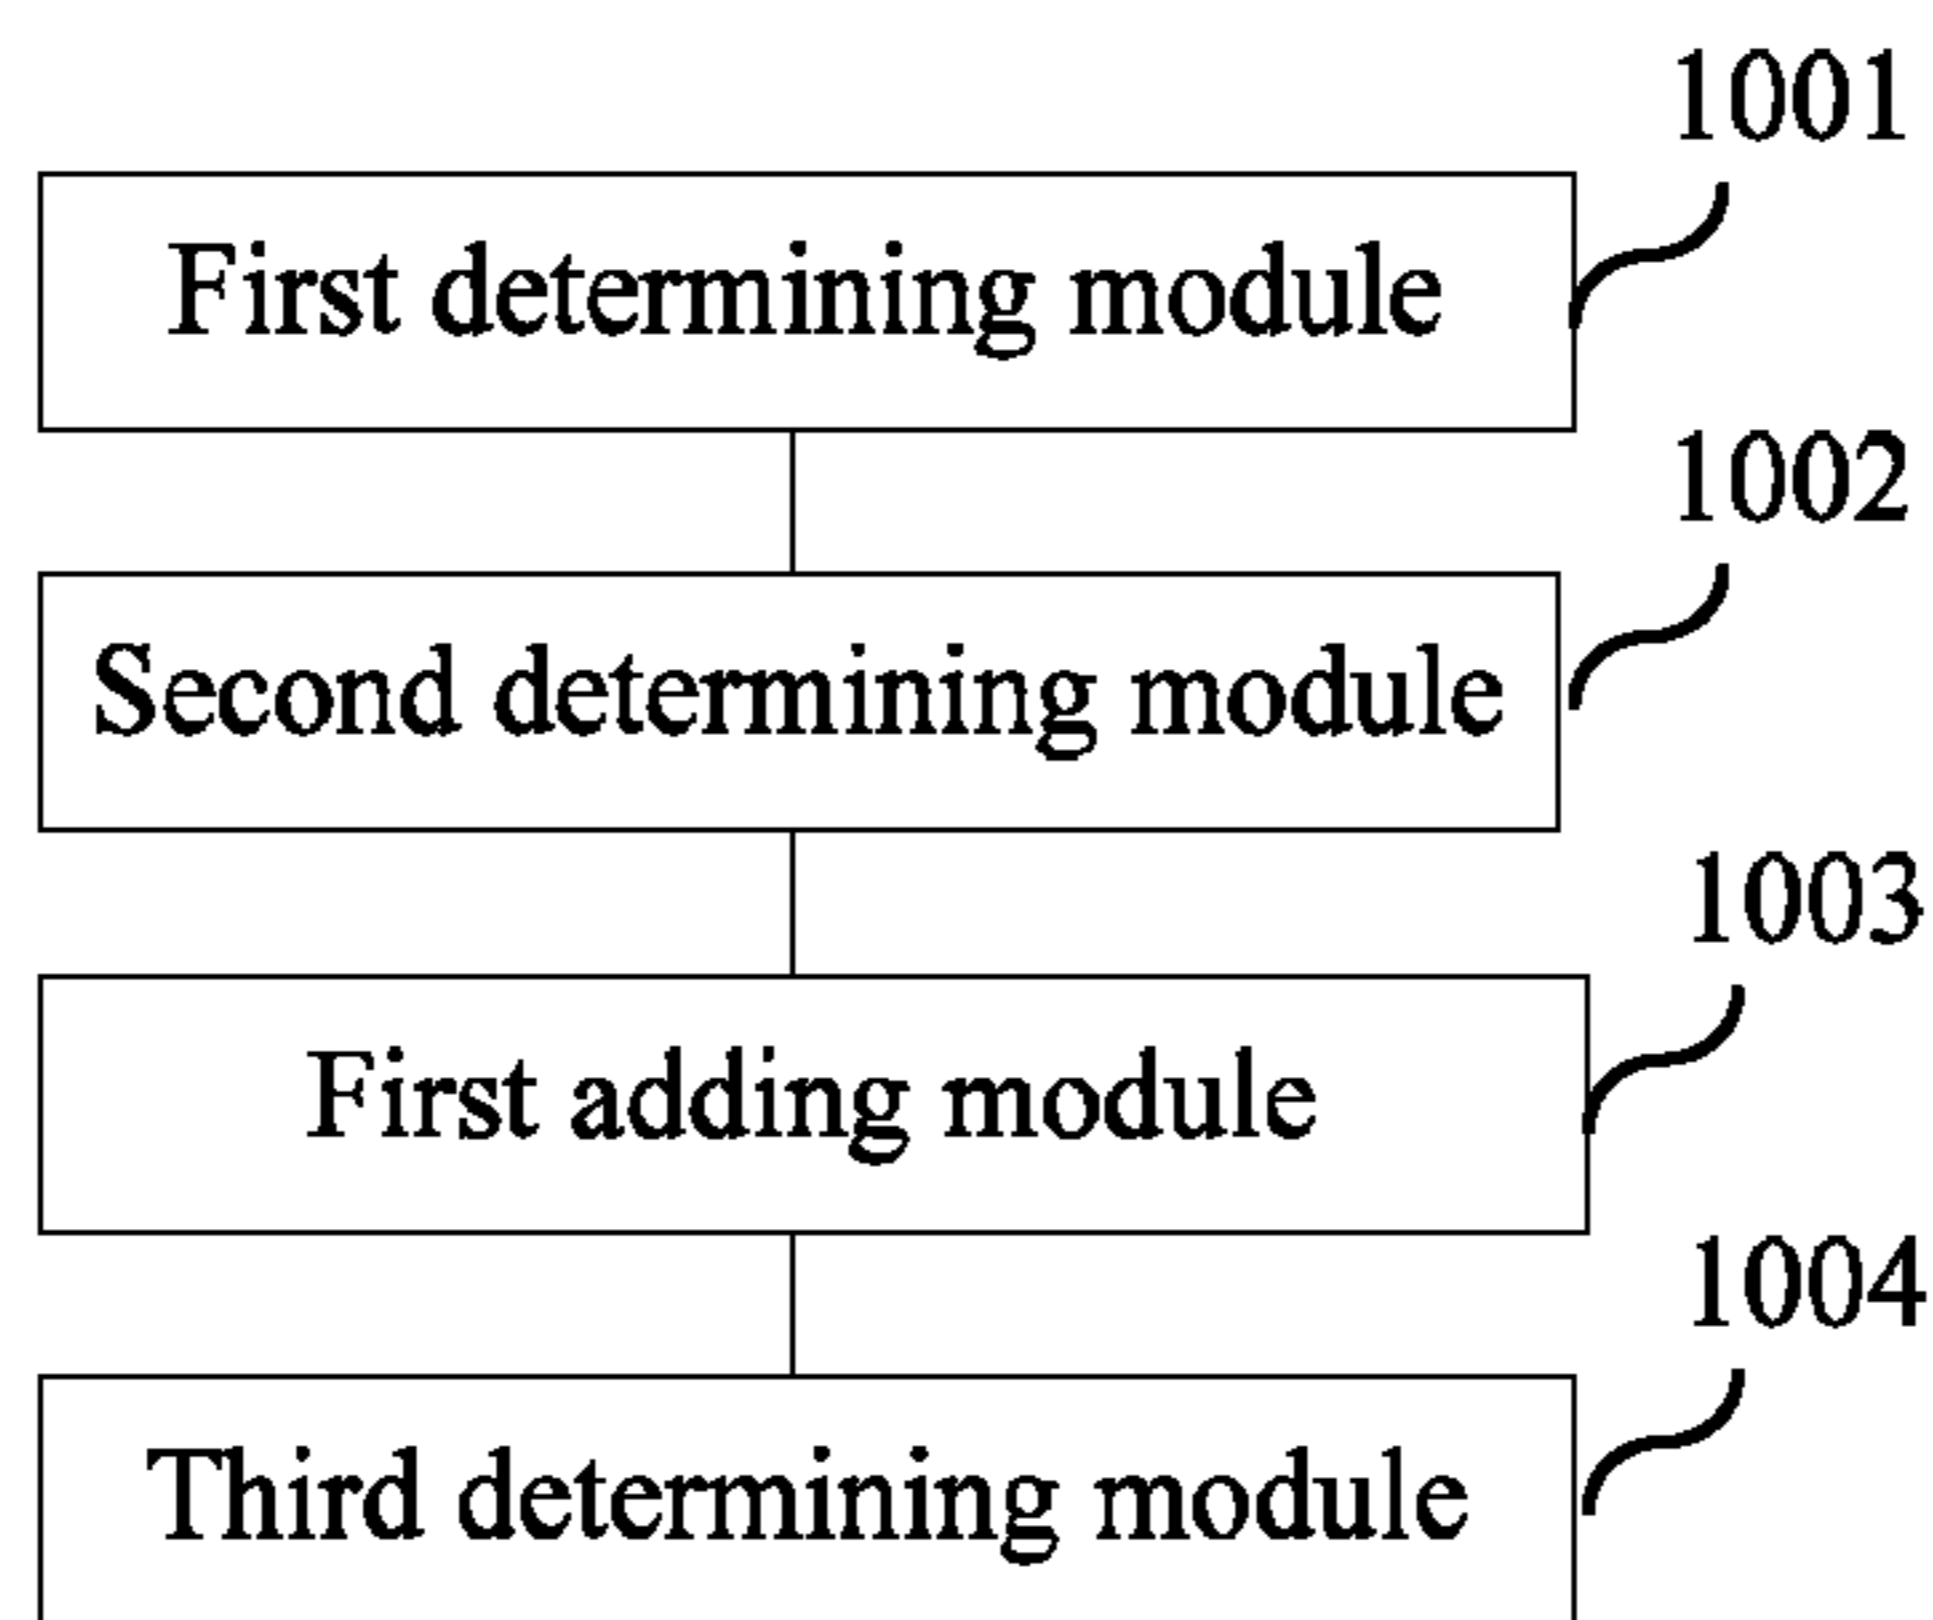 1001
First determining module
1002
Second determining module
1003
First adding module
1004
Third determining module